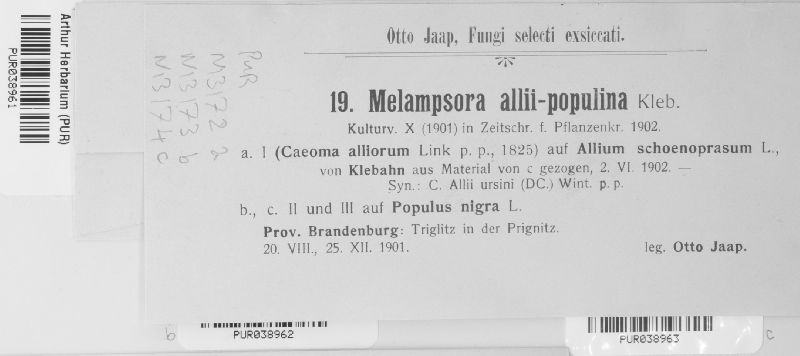 Arthur Herbarium (PUR)
PUR038961
PUR
M3172 a
M3173 b
M3174 c
Otto Jaap, Fungi selecti exsiccati.
19. Melampsora allii-populina Kleb.
Kulturv. X (1901) in Zeitschr. f. Pflanzenkr. 1902.
a. I (Caeoma alliorum Link p. p., 1825) auf Allium schoenoprasum L.,
von Klebahn aus Material von c gezogen, 2. VI. 1902. —
Syn.: C. Allii ursini (DC.) Wint. p. p.
b., c. II und III auf Populus nigra L.
Prov. Brandenburg: Triglitz in der Prignitz.
20. VIII., 25. XII. 1901. leg. Otto Jaap.
b
PUR038962
PUR038963
c